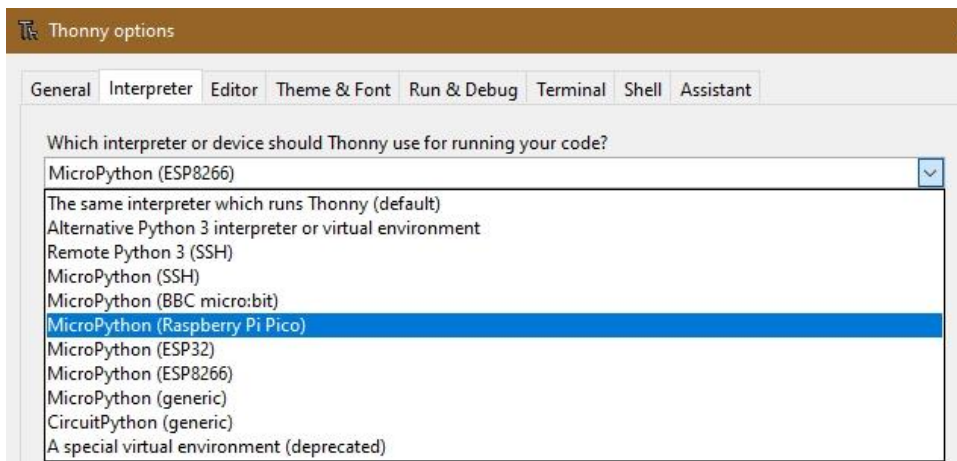 Thonny options
General Interpreter Editor Theme & Font Run & Debug Terminal Shell Assistant
Which interpreter or device should Thonny use for running your code?
MicroPython (ESP8266)
The same interpreter which runs Thonny (default)
Alternative Python 3 interpreter or virtual environment
Remote Python 3 (SSH)
MicroPython (SSH)
MicroPython (BBC micro:bit)
MicroPython (Raspberry Pi Pico)
MicroPython (ESP32)
MicroPython (ESP8266)
MicroPython (generic)
CircuitPython (generic)
A special virtual environment (deprecated)